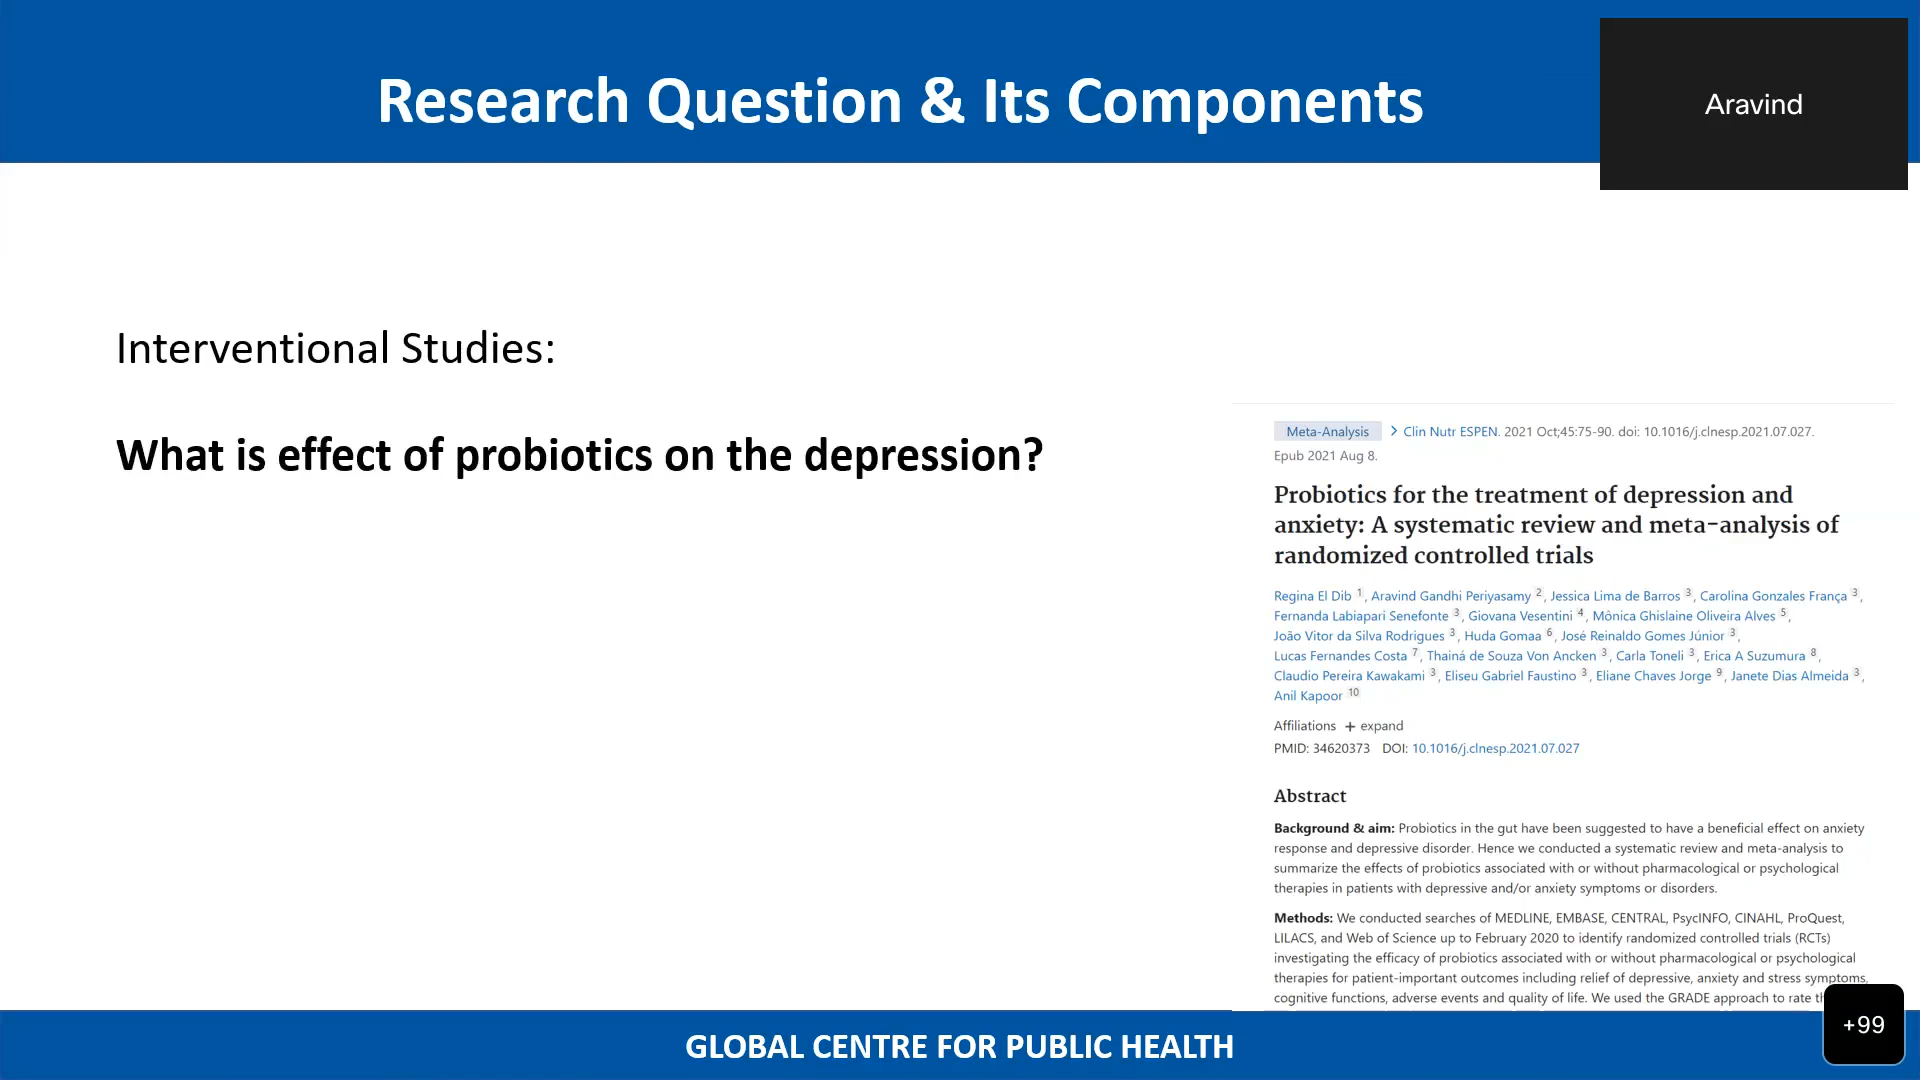 Research Question & Its Components
Aravind
Interventional Studies:
What is effect of probiotics on the depression?
Meta-Analysis > Clin Nutr ESPEN. 2021 Oct;45:75-90. doi: 10.1016/j.clnesp.2021.07.027.
Epub 2021 Aug 8.
Probiotics for the treatment of depression and
anxiety: A systematic review and meta-analysis of
randomized controlled trials
Regina El Dib 1, Aravind Gandhi Periyasamy 2, Jessica Lima de Barros 3, Carolina Gonzales França 3,
Fernanda Labiapari Senefonte 3, Giovana Vesentini 4, Mônica Ghislaine Oliveira Alves 5,
João Vitor da Silva Rodrigues 3, Huda Gomaa 6, José Reinaldo Gomes Júnior 3,
Lucas Fernandes Costa 7, Thainá de Souza Von Ancken 3, Carla Toneli 3, Erica A Suzumura 8,
Claudio Pereira Kawakami 3, Eliseu Gabriel Faustino 3, Eliane Chaves Jorge 9, Janete Dias Almeida 3,
Anil Kapoor 10
Affiliations + expand
PMID: 34620373 DOI: 10.1016/j.clnesp.2021.07.027
Abstract
Background & aim: Probiotics in the gut have been suggested to have a beneficial effect on anxiety
response and depressive disorder. Hence we conducted a systematic review and meta-analysis to
summarize the effects of probiotics associated with or without pharmacological or psychological
therapies in patients with depressive and/or anxiety symptoms or disorders.
Methods: We conducted searches of MEDLINE, EMBASE, CENTRAL, PsycINFO, CINAHL, ProQuest,
LILACS, and Web of Science up to February 2020 to identify randomized controlled trials (RCTs)
investigating the efficacy of probiotics associated with or without pharmacological or psychological
therapies for patient-important outcomes including relief of depressive, anxiety and stress symptoms,
cognitive functions, adverse events and quality of life. We used the GRADE approach to rate
+99
GLOBAL CENTRE FOR PUBLIC HEALTH